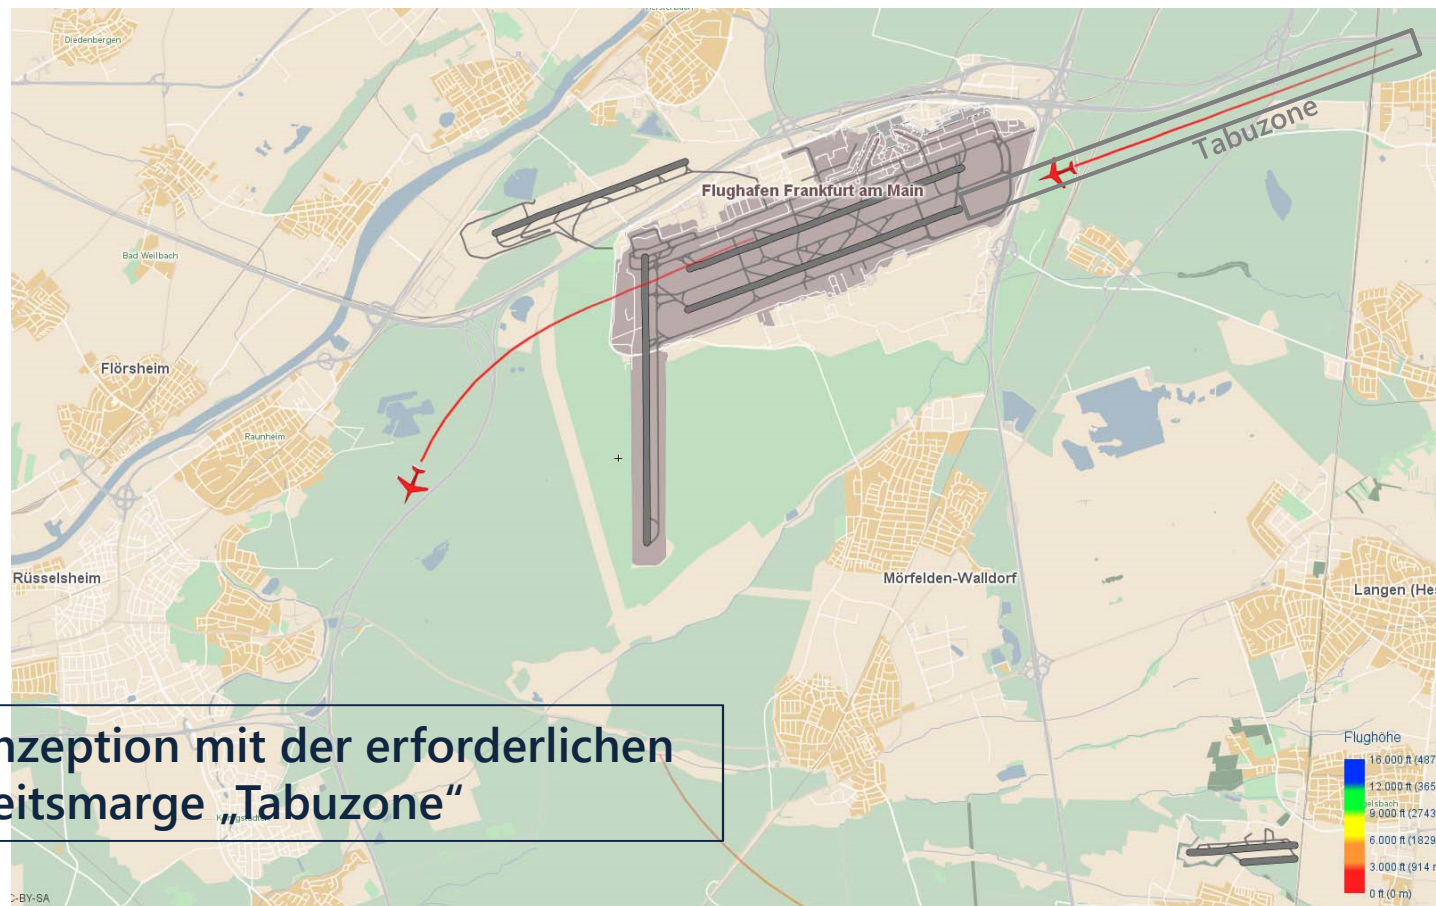 Diedenbergen
Tabuzone
Flughafen Frankfurt am Main
Bad Weilbach
Flörsheim
Raunheim
Rüsselsheim
Mörfelden-Walldorf
Langen (Hes
nzeption mit der erforderlichen
eitsmarge „Tabuzone“
Flughöhe
16.000 ft (487
12.000 ft (365
9.000 ft (2743
6.000 ft (1829
3.000 ft (914 m
0 ft (0 m)
gelsbach
C-BY-SA